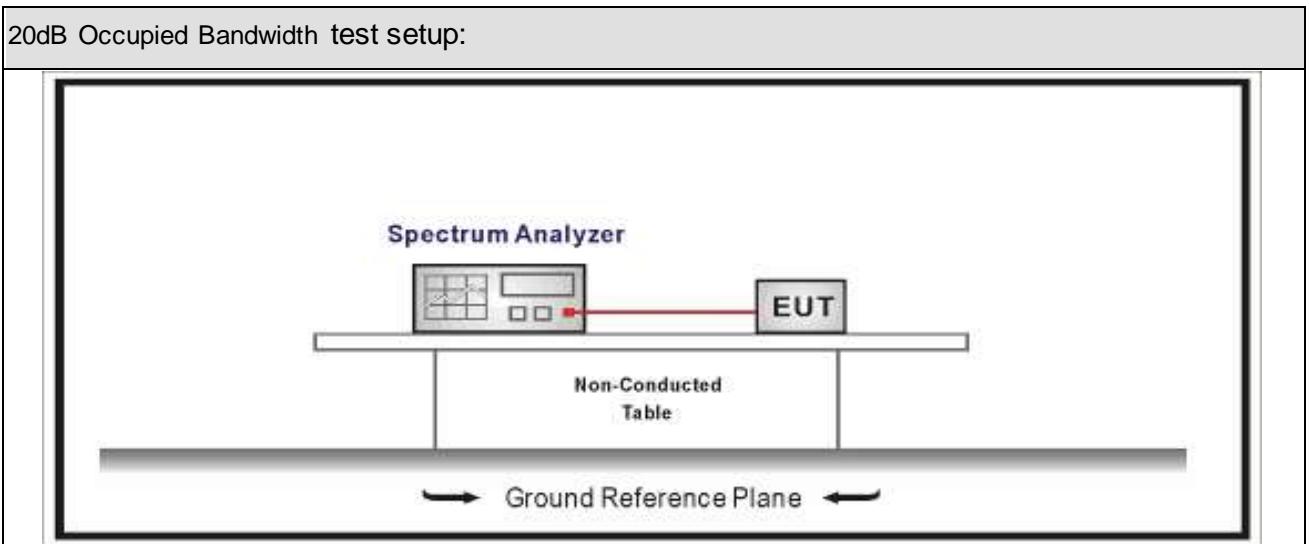 20dB Occupied Bandwidth test setup:
Spectrum Analyzer
EUT
Non-Conducted
Table
Ground Reference Plane